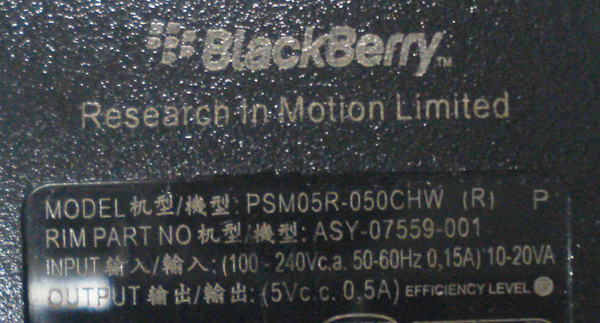 BlackBerry™
Research In Motion Limited
MODEL 机型/機型: PSM05R-050CHW (R) P
RIM PART NO 机型/機型: ASY-07559-001
INPUT 输入/輸入: (100 - 240Vc.a. 50-60Hz 0,15A) 10-20VA
OUTPUT 输出/輸出: (5Vc.c. 0,5A) EFFICIENCY LEVEL